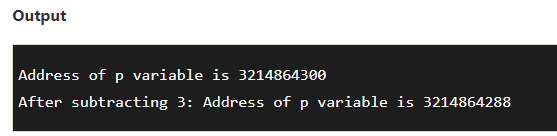 Output
Address of p variable is 3214864300
After subtracting 3: Address of p variable is 3214864288